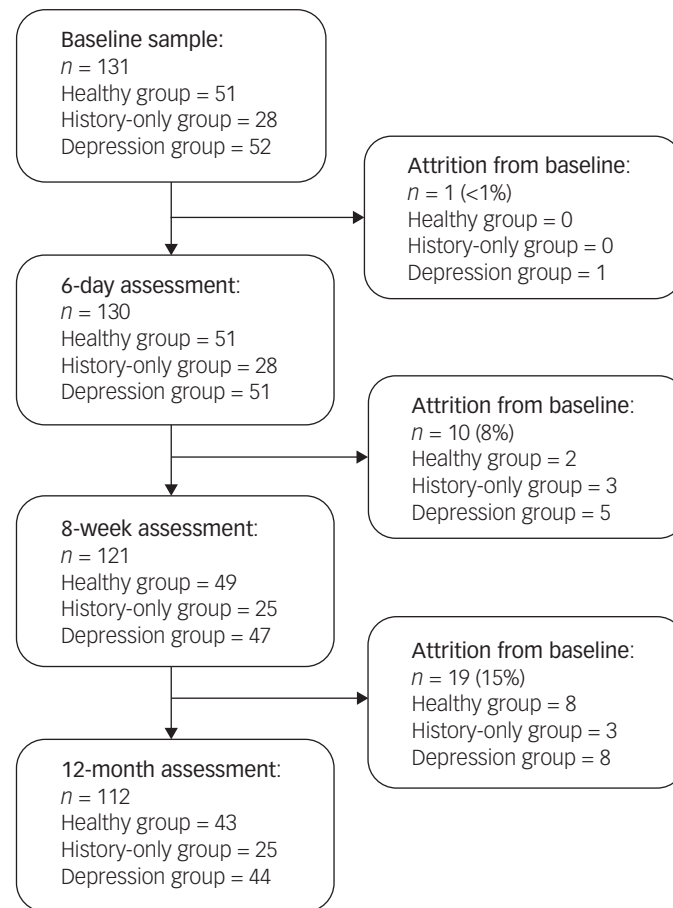 Baseline sample:
n = 131
Healthy group = 51
History-only group = 28
Depression group = 52
Attrition from baseline:
n = 1 (<1%)
Healthy group = 0
History-only group = 0
Depression group = 1
6-day assessment:
n = 130
Healthy group = 51
History-only group = 28
Depression group = 51
Attrition from baseline:
n = 10 (8%)
Healthy group = 2
History-only group = 3
Depression group = 5
8-week assessment:
n = 121
Healthy group = 49
History-only group = 25
Depression group = 47
Attrition from baseline:
n = 19 (15%)
Healthy group = 8
History-only group = 3
Depression group = 8
12-month assessment:
n = 112
Healthy group = 43
History-only group = 25
Depression group = 44